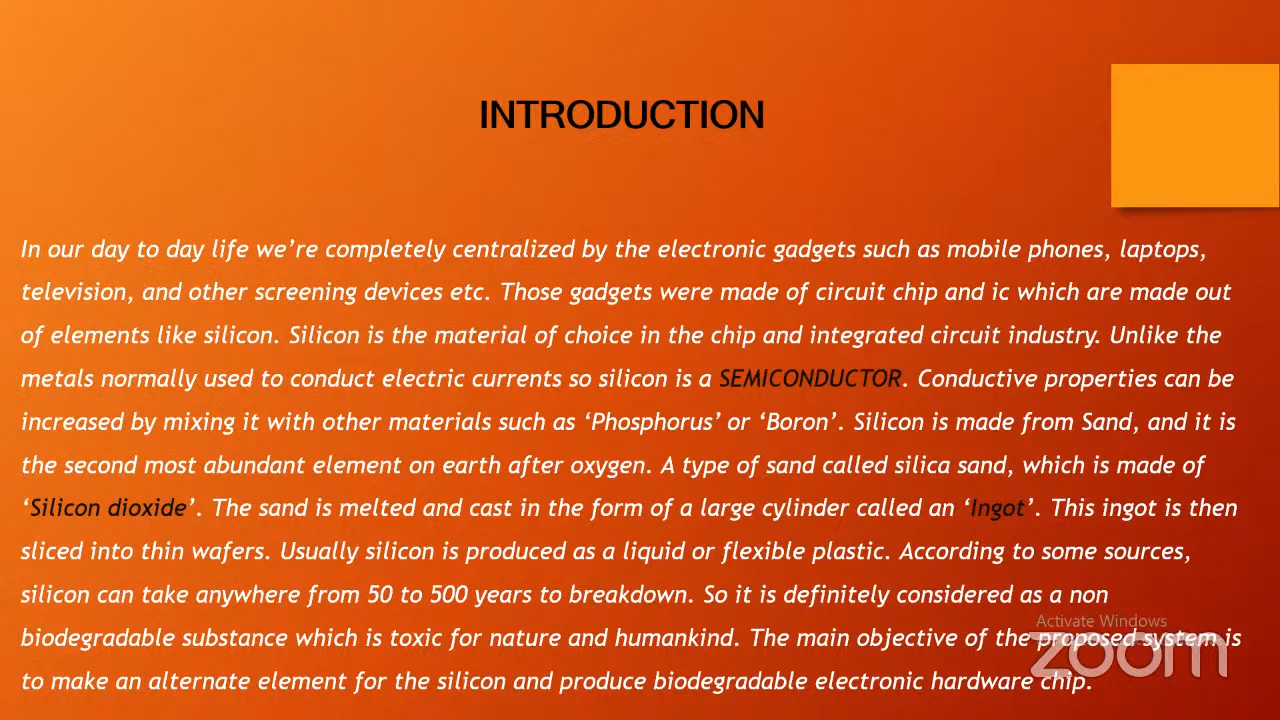 INTRODUCTION
In our day to day life we’re completely centralized by the electronic gadgets such as mobile phones, laptops,
television, and other screening devices etc. Those gadgets were made of circuit chip and ic which are made out
of elements like silicon. Silicon is the material of choice in the chip and integrated circuit industry. Unlike the
metals normally used to conduct electric currents so silicon is a SEMICONDUCTOR. Conductive properties can be
increased by mixing it with other materials such as ‘Phosphorus’ or ‘Boron’. Silicon is made from Sand, and it is
the second most abundant element on earth after oxygen. A type of sand called silica sand, which is made of
‘Silicon dioxide’. The sand is melted and cast in the form of a large cylinder called an ‘Ingot’. This ingot is then
sliced into thin wafers. Usually silicon is produced as a liquid or flexible plastic. According to some sources,
silicon can take anywhere from 50 to 500 years to breakdown. So it is definitely considered as a non
Activate Windows
biodegradable substance which is toxic for nature and humankind. The main objective of the proposed system is
zoom
to make an alternate element for the silicon and produce biodegradable electronic hardware chip.